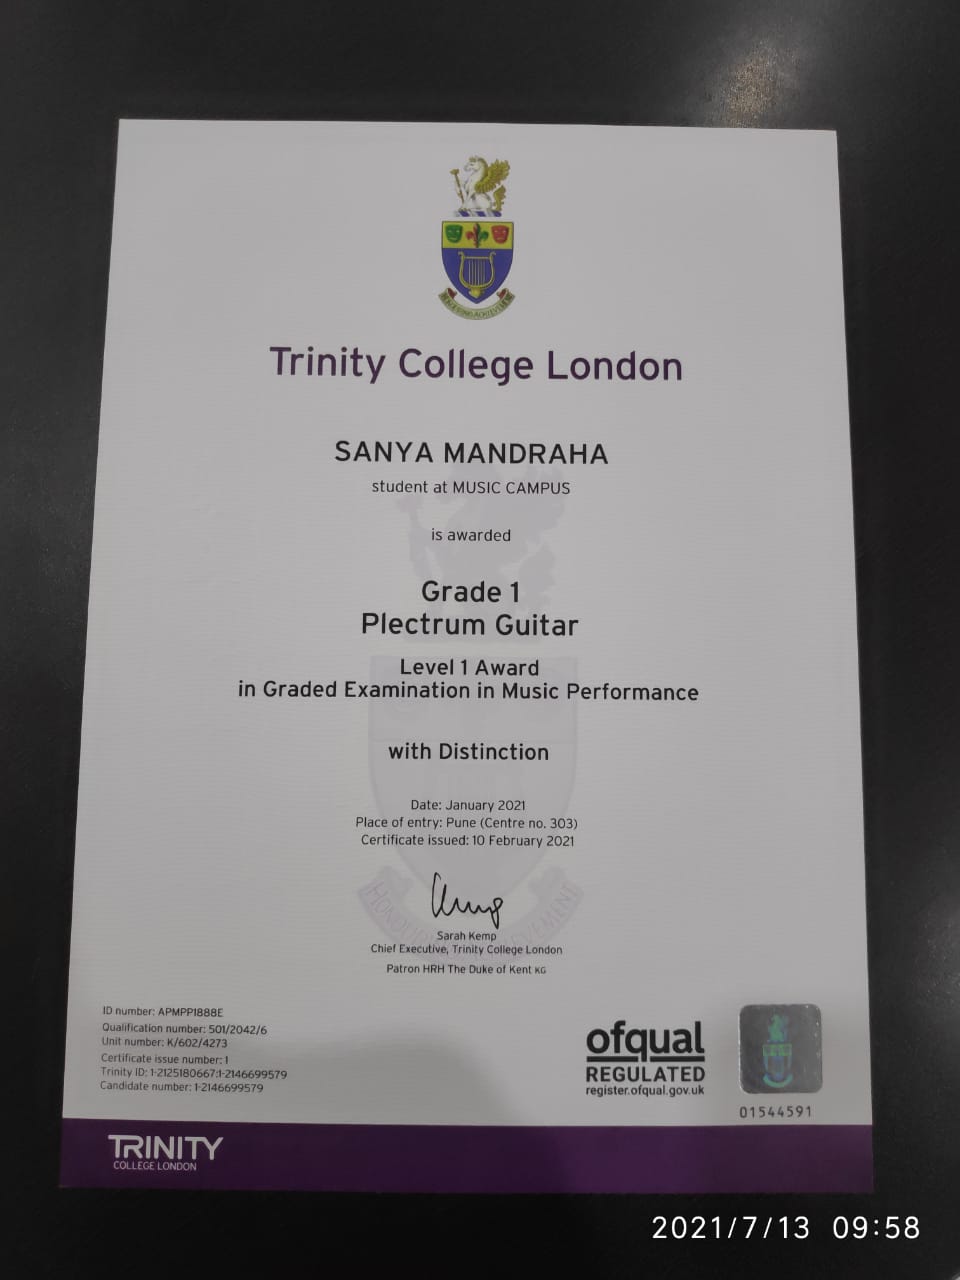 Trinity College London
SANYA MANDRAHA
student at MUSIC CAMPUS
is awarded
Grade 1
Plectrum Guitar
Level 1 Award
in Graded Examination in Music Performance
with Distinction
Date: January 2021
Place of entry: Pune (Centre no. 303)
Certificate issued: 10 February 2021
Sarah Kemp
Chief Executive, Trinity College London
Patron HRH The Duke of Kent KG
ID number: APMPP1888E
Qualification number: 501/2042/6
Unit number: K/602/4273
Certificate issue number: 1
Trinity ID: 1-2125180667:1-2146699579
Candidate number: 1-2146699579
ofqual
REGULATED
register.ofqual.gov.uk
01544591
TRINITY
COLLEGE LONDON
2021/7/13 09:58